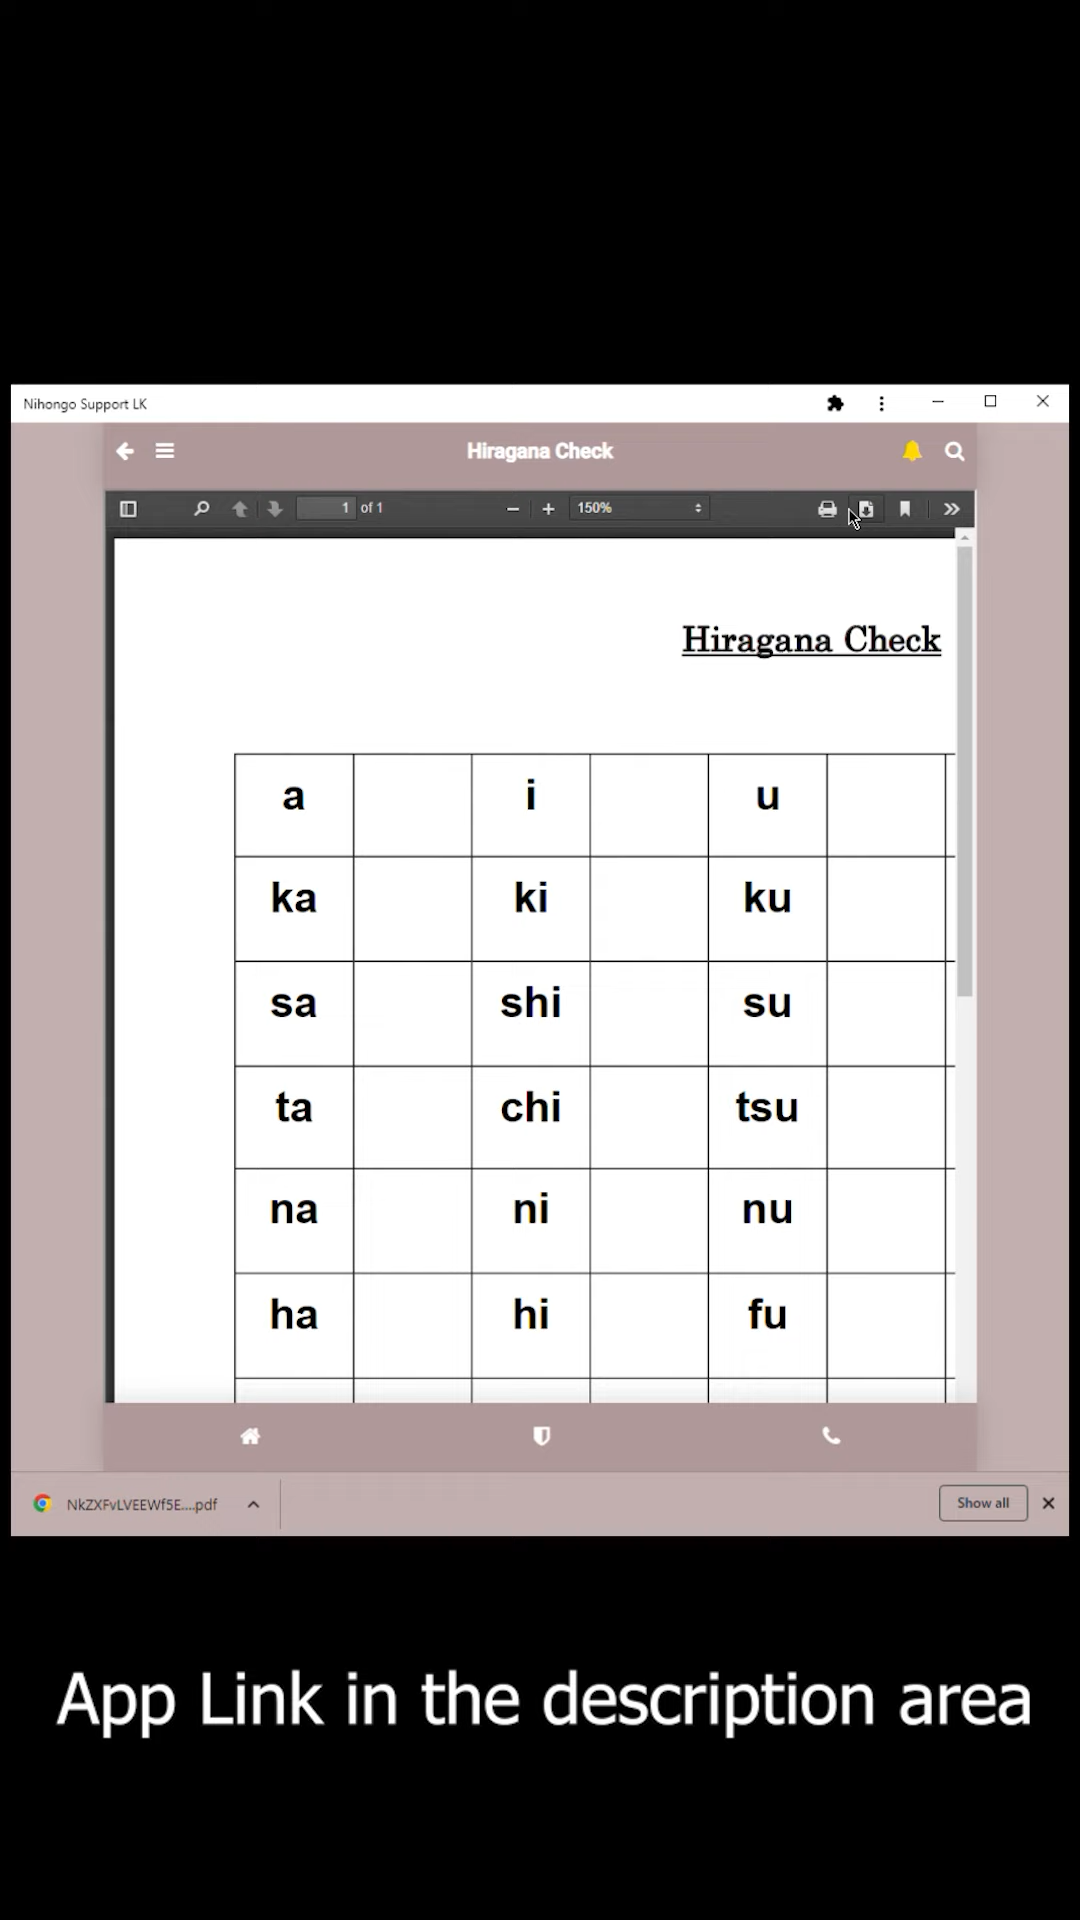 Nihongo Support LK
Hiragana Check
1 of 1
150%
Hiragana Check
a i u
ka ki ku
sa shi su
ta chi tsu
na ni nu
ha hi fu
NkZXFvLVEEWf5E....pdf
Show all
App Link in the description area